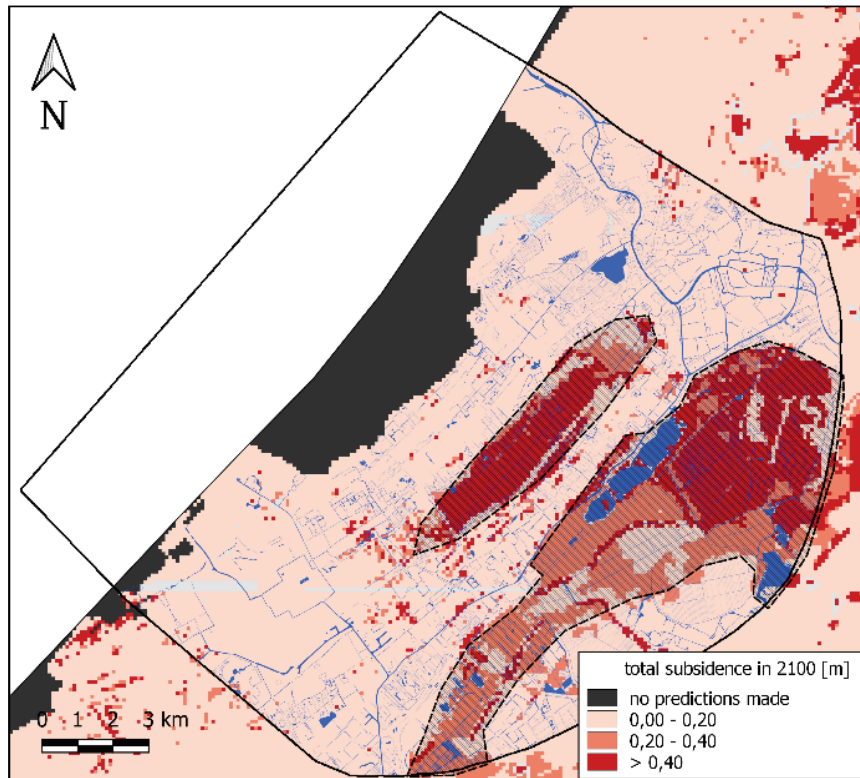 N
0 1 2 3 km
total subsidence in 2100 [m]
no predictions made
0,00 - 0,20
0,20 - 0,40
> 0,40